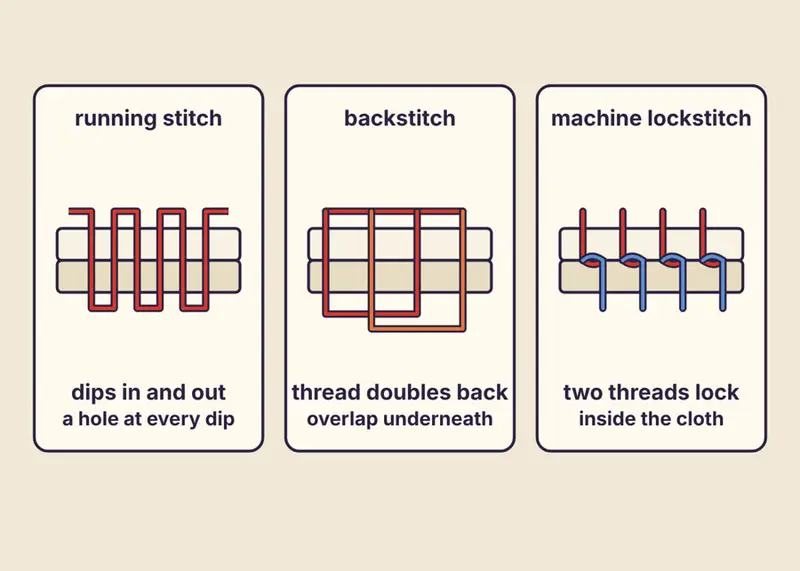 running stitch
dips in and out
a hole at every dip
backstitch
thread doubles back
overlap underneath
machine lockstitch
two threads lock
inside the cloth